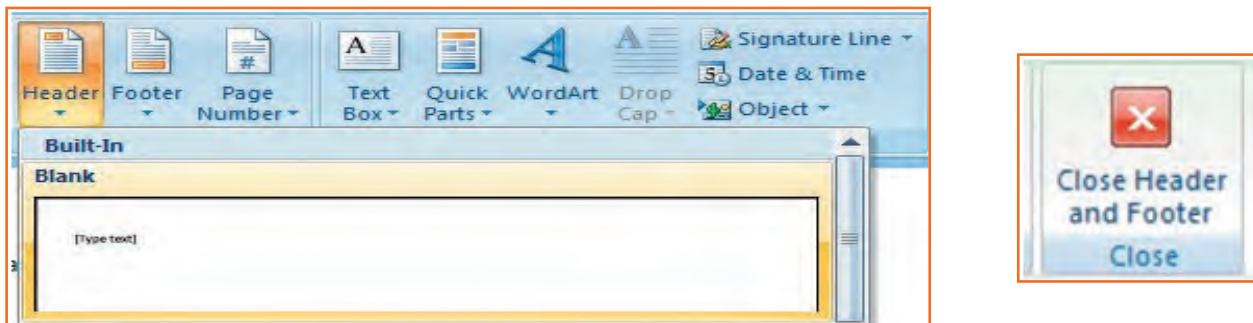 Header Footer Page Number
Text Box Quick Parts WordArt Drop Cap
Signature Line
Date & Time
Object
Built-In
Blank
[Type text]
Close Header
and Footer
Close